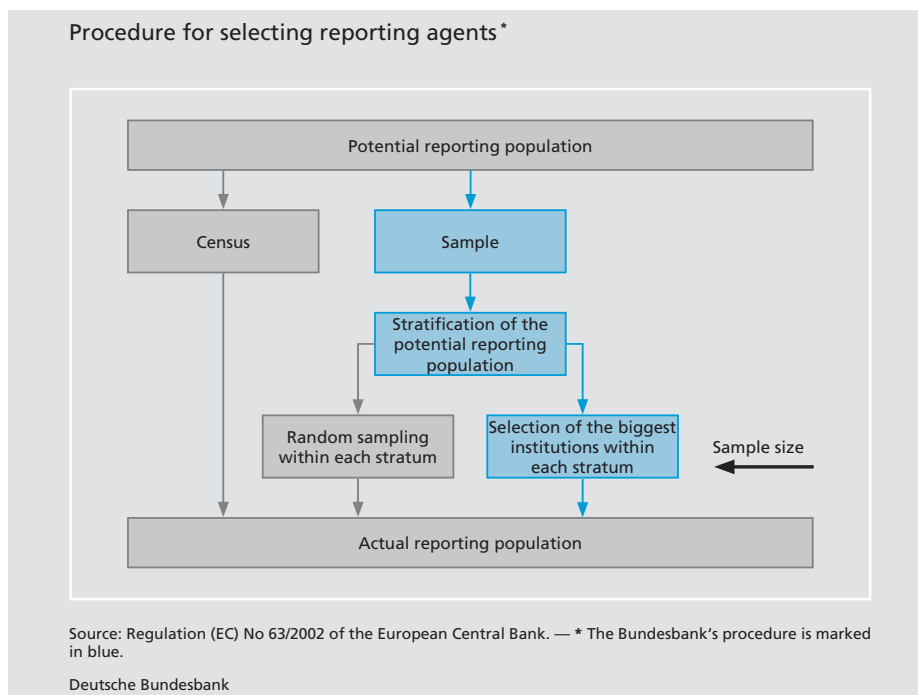 Procedure for selecting reporting agents *
Potential reporting population
Census
Sample
Stratification of the
potential reporting
population
Random sampling
within each stratum
Selection of the biggest
institutions within
each stratum
Sample size
Actual reporting population
Source: Regulation (EC) No 63/2002 of the European Central Bank. — * The Bundesbank’s procedure is marked
in blue.
Deutsche Bundesbank